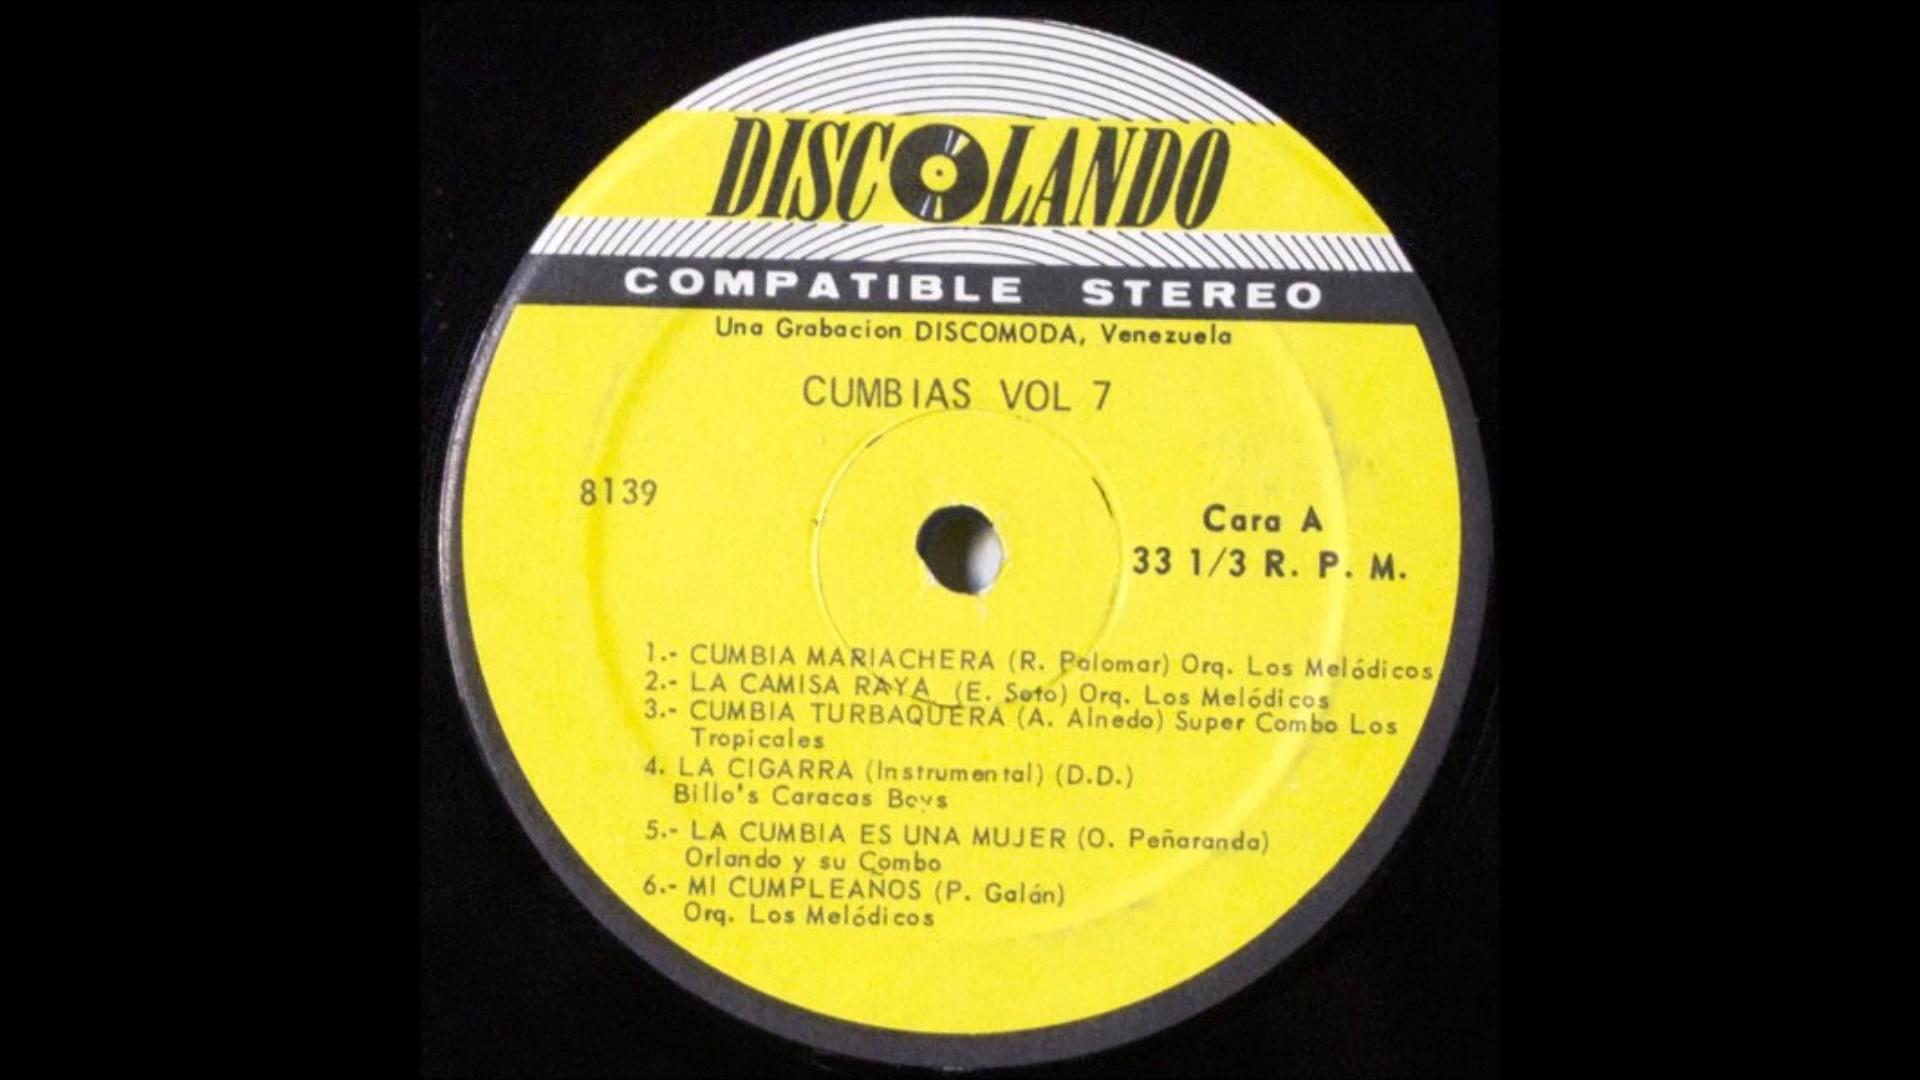 DISCOLANDO
COMPATIBLE STEREO
Una Grabacion DISCOMODA, Venezuela
CUMBIAS VOL 7
8139
Cara A
33 1/3 R. P. M.
1.- CUMBIA MARIACHERA (R. Palomar) Orq. Los Melódicos
2.- LA CAMISA RAYA (E. Soto) Orq. Los Melódicos
3.- CUMBIA TURBAQUERA (A. Alnedo) Super Combo Los
Tropicales
4. LA CIGARRA (Instrumental) (D.D.)
Billo's Caracas Boys
5.- LA CUMBIA ES UNA MUJER (O. Peñaranda)
Orlando y su Combo
6.- MI CUMPLEAÑOS (P. Galán)
Orq. Los Melódicos